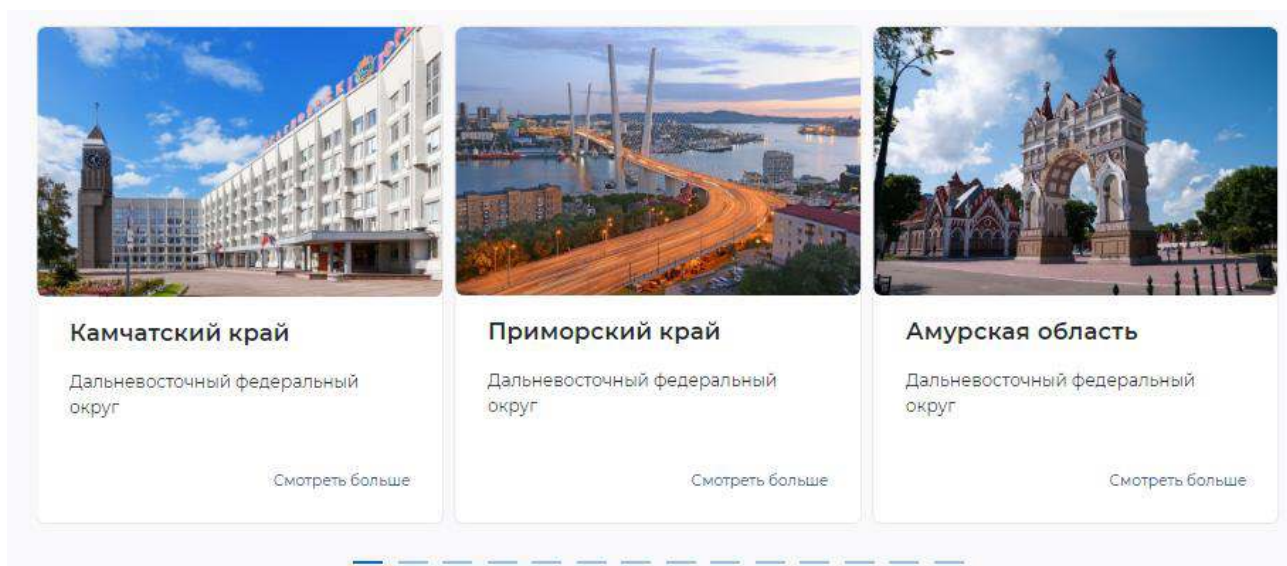 Камчатский край
Дальневосточный федеральный
округ
Смотреть больше
Приморский край
Дальневосточный федеральный
округ
Смотреть больше
Амурская область
Дальневосточный федеральный
округ
Смотреть больше